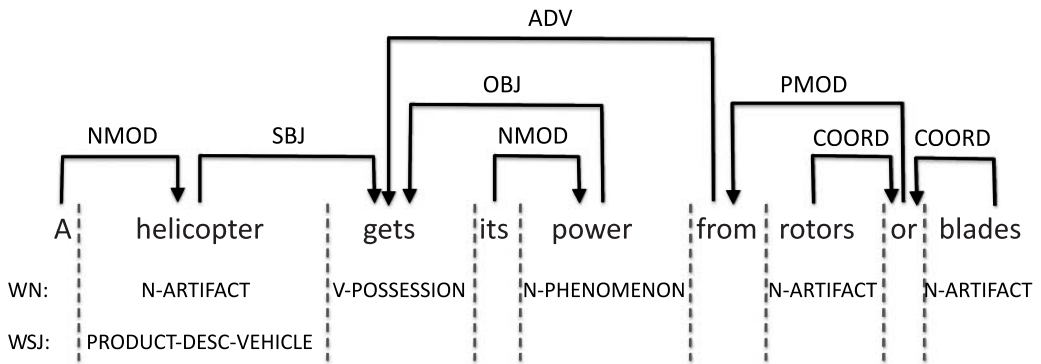 ADV
OBJ PMOD
NMOD SBJ NMOD COORD COORD
A helicopter gets its power from rotors or blades
WN: N-ARTIFACT V-POSSESSION N-PHENOMENON N-ARTIFACT N-ARTIFACT
WSJ: PRODUCT-DESC-VEHICLE